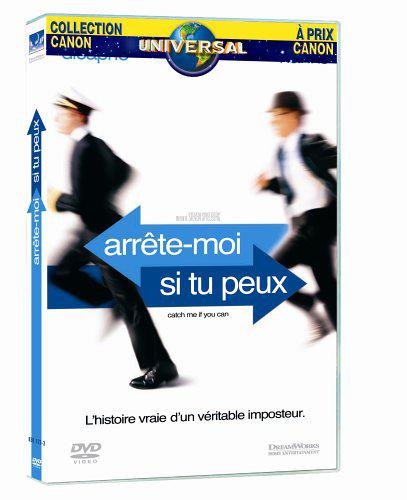 COLLECTION
CANON
UNIVERSAL
À PRIX
CANON
arrête-moi si tu peux
arrête-moi
si tu peux
catch me if you can
L'histoire vraie d'un véritable imposteur.
DVD
VIDEO
DREAMWORKS
HOME ENTERTAINMENT